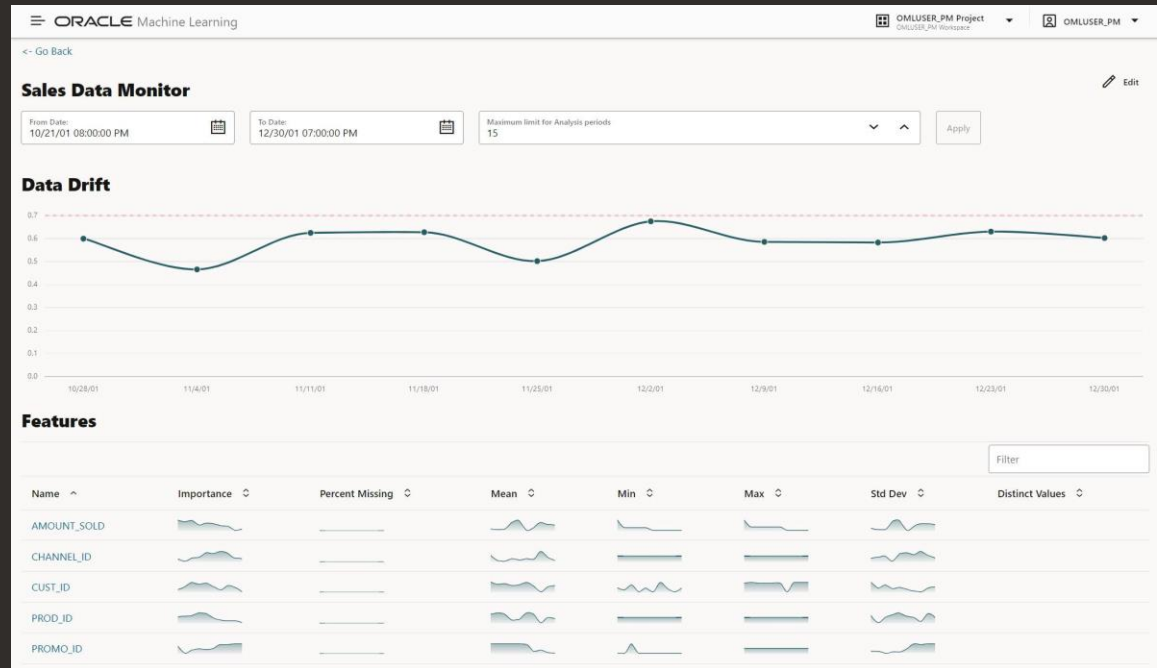 ORACLE Machine Learning
OMLUSER_PM Project
OMLUSER_PM Workspace
OMLUSER_PM
<- Go Back
Sales Data Monitor
Edit
From Date:
10/21/01 08:00:00 PM
To Date:
12/30/01 07:00:00 PM
Maximum limit for Analysis periods
15
Apply
Data Drift
0.7
0.6
0.5
0.4
0.3
0.2
0.1
0.0
10/28/01 11/4/01 11/11/01 11/18/01 11/25/01 12/2/01 12/9/01 12/16/01 12/23/01 12/30/01
Features
Filter
Name Importance Percent Missing Mean Min Max Std Dev Distinct Values
AMOUNT_SOLD
CHANNEL_ID
CUST_ID
PROD_ID
PROMO_ID